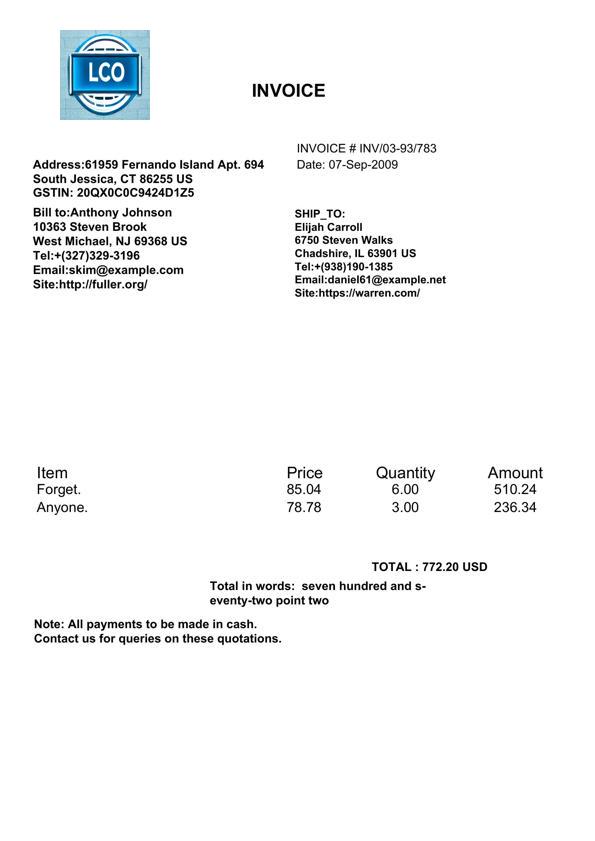 LCO
INVOICE
INVOICE # INV/03-93/783
Date: 07-Sep-2009
Address:61959 Fernando Island Apt. 694
South Jessica, CT 86255 US
GSTIN: 20QX0C0C9424D1Z5
Bill to:Anthony Johnson
10363 Steven Brook
West Michael, NJ 69368 US
Tel:+(327)329-3196
Email:skim@example.com
Site:http://fuller.org/
SHIP_TO:
Elijah Carroll
6750 Steven Walks
Chadshire, IL 63901 US
Tel:+(938)190-1385
Email:daniel61@example.net
Site:https://warren.com/
Item Price Quantity Amount
Forget. 85.04 6.00 510.24
Anyone. 78.78 3.00 236.34
TOTAL : 772.20 USD
Total in words: seven hundred and s-
eventy-two point two
Note: All payments to be made in cash.
Contact us for queries on these quotations.